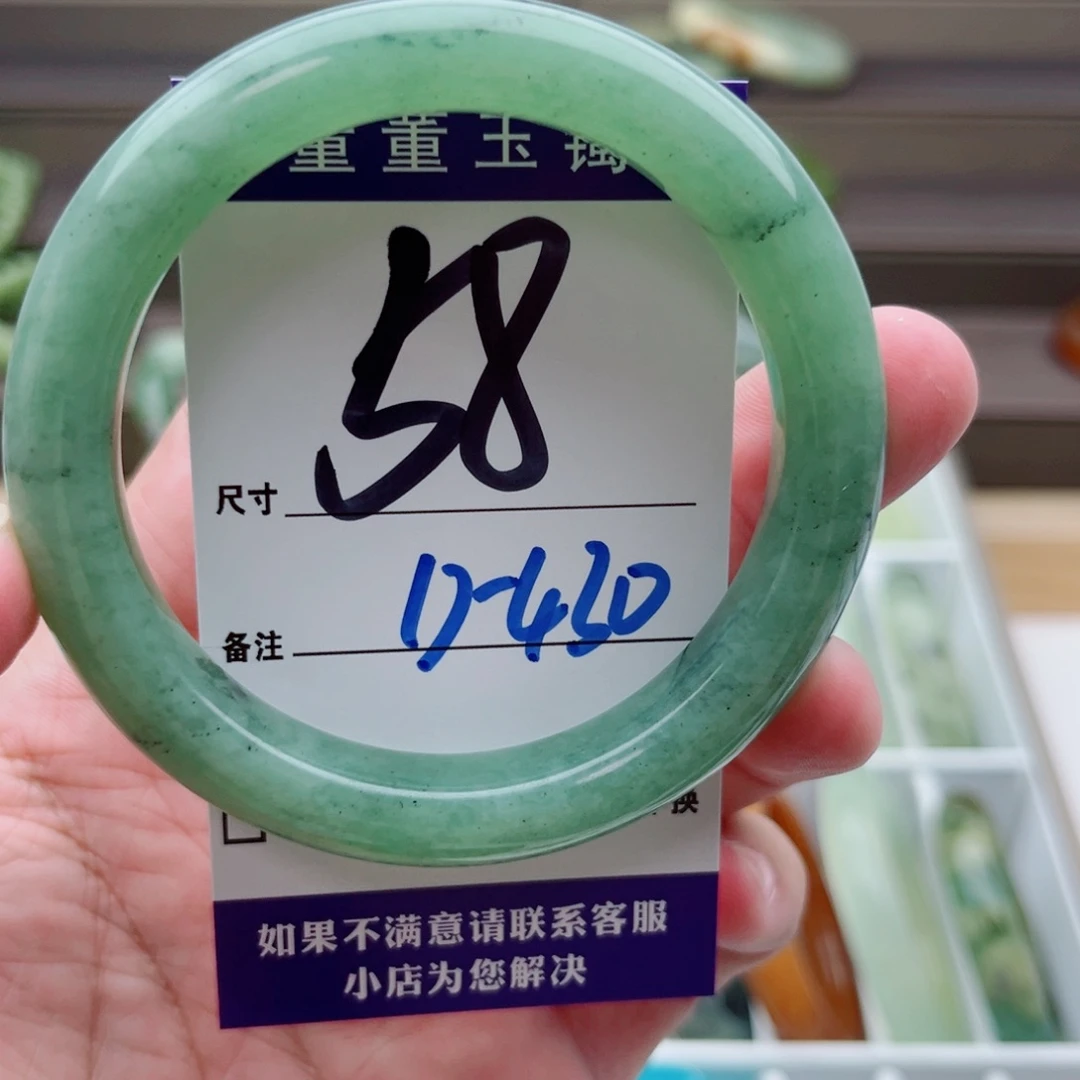 董董玉镯
58
尺寸
备注
如果不满意请联系客服
小店为您解决